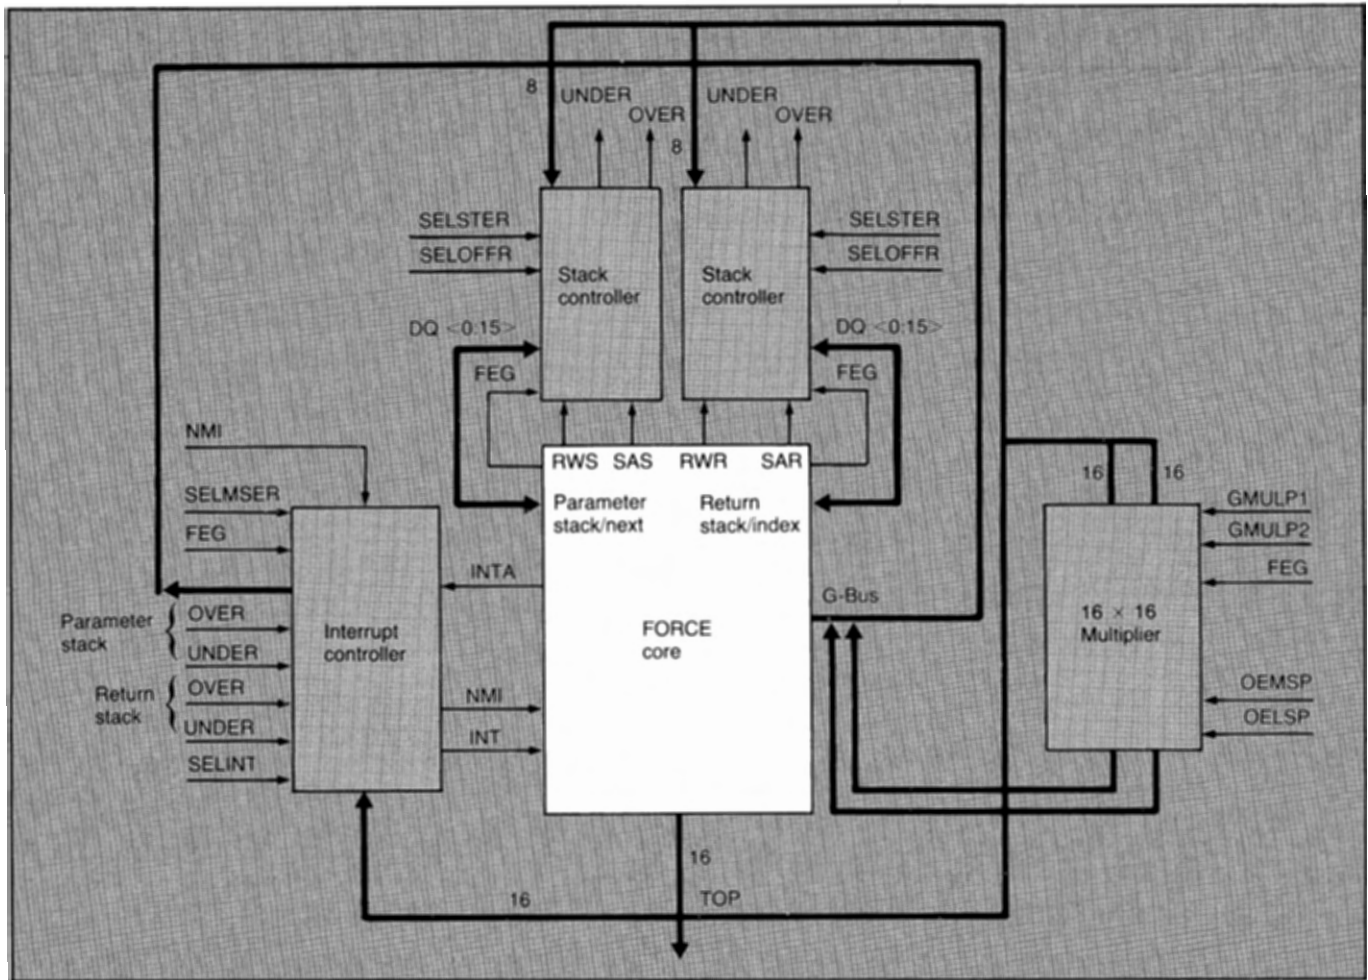 8
UNDER
OVER
UNDER
OVER
8
SELSTER
SELOFFR
Stack
controller
Stack
controller
SELSTER
SELOFFR
DQ <0:15>
FEG
DQ <0:15>
FEG
NMI
SELMSER
FEG
RWS SAS RWR SAR
Parameter
stack/next
Return
stack/index
16
16
GMULP1
GMULP2
FEG
INTA
G-Bus
Parameter
stack
OVER
UNDER
Return
stack
OVER
UNDER
SELINT
Interrupt
controller
FORCE
core
16 × 16
Multiplier
NMI
INT
OEMSP
OELSP
16
16
TOP